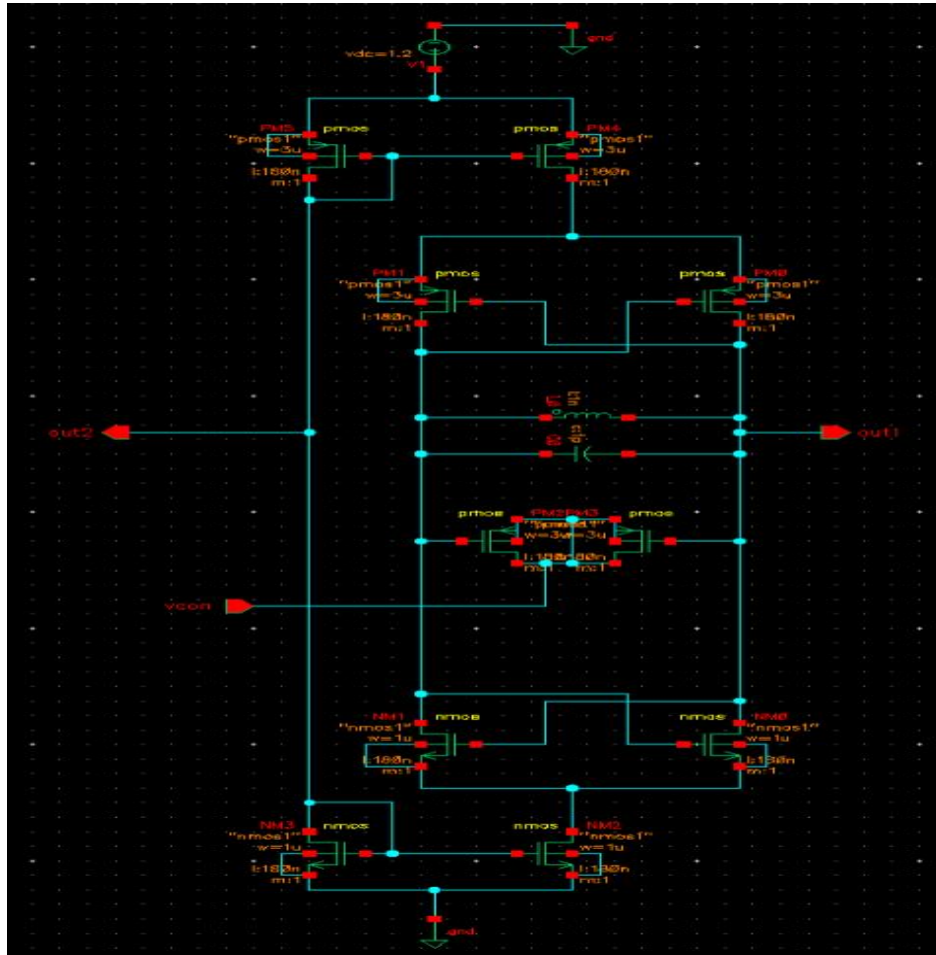 gnd
vdc=1.2
V1
PM5 pmos
"pmos1"
w=3u
l:180n
m:1
pmos PM4
"pmos1"
w=3u
l:180n
m:1
PM1 pmos
"pmos1"
w=3u
l:180n
m:1
pmos PM0
"pmos1"
w=3u
l:180n
m:1
out2
out1
pmos PM2 PM3 pmos
vcon
NM1 nmos
"nmos1"
w=1u
l:180n
m:1
nmos NM0
"nmos1"
w=1u
l:180n
m:1
NM3 nmos
"nmos1"
w=1u
l:180n
m:1
nmos NM2
"nmos1"
w=1u
l:180n
m:1
gnd